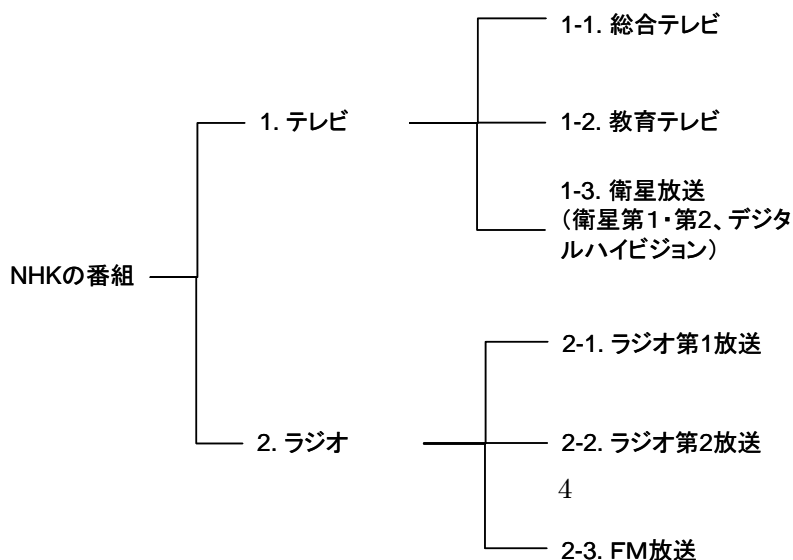 NHKの番組
1. テレビ
1-1. 総合テレビ
1-2. 教育テレビ
1-3. 衛星放送
（衛星第1・第2、デジタ
ルハイビジョン）
2. ラジオ
2-1. ラジオ第1放送
2-2. ラジオ第2放送
4
2-3. FM放送